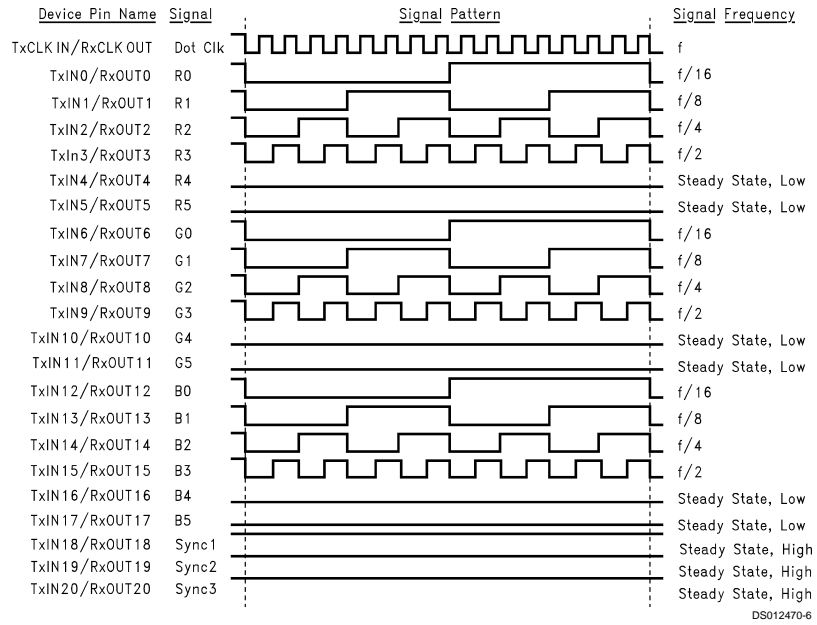 Device Pin Name Signal Signal Pattern Signal Frequency
TxCLK IN/RxCLK OUT Dot Clk f
TxIN0/RxOUT0 R0 f/16
TxIN1/RxOUT1 R1 f/8
TxIN2/RxOUT2 R2 f/4
TxIn3/RxOUT3 R3 f/2
TxIN4/RxOUT4 R4 Steady State, Low
TxIN5/RxOUT5 R5 Steady State, Low
TxIN6/RxOUT6 G0 f/16
TxIN7/RxOUT7 G1 f/8
TxIN8/RxOUT8 G2 f/4
TxIN9/RxOUT9 G3 f/2
TxIN10/RxOUT10 G4 Steady State, Low
TxIN11/RxOUT11 G5 Steady State, Low
TxIN12/RxOUT12 B0 f/16
TxIN13/RxOUT13 B1 f/8
TxIN14/RxOUT14 B2 f/4
TxIN15/RxOUT15 B3 f/2
TxIN16/RxOUT16 B4 Steady State, Low
TxIN17/RxOUT17 B5 Steady State, Low
TxIN18/RxOUT18 Sync1 Steady State, High
TxIN19/RxOUT19 Sync2 Steady State, High
TxIN20/RxOUT20 Sync3 Steady State, High
DS012470-6